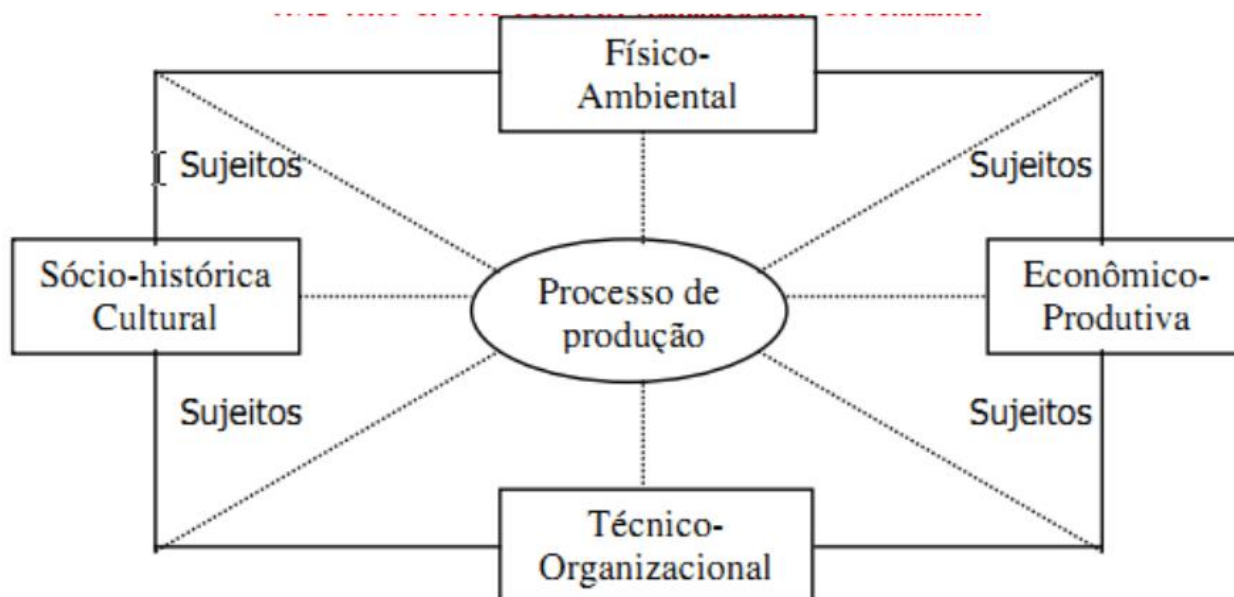 Físico-
Ambiental
Sujeitos
Sujeitos
Sócio-histórica
Cultural
Processo de
produção
Econômico-
Produtiva
Sujeitos
Sujeitos
Técnico-
Organizacional